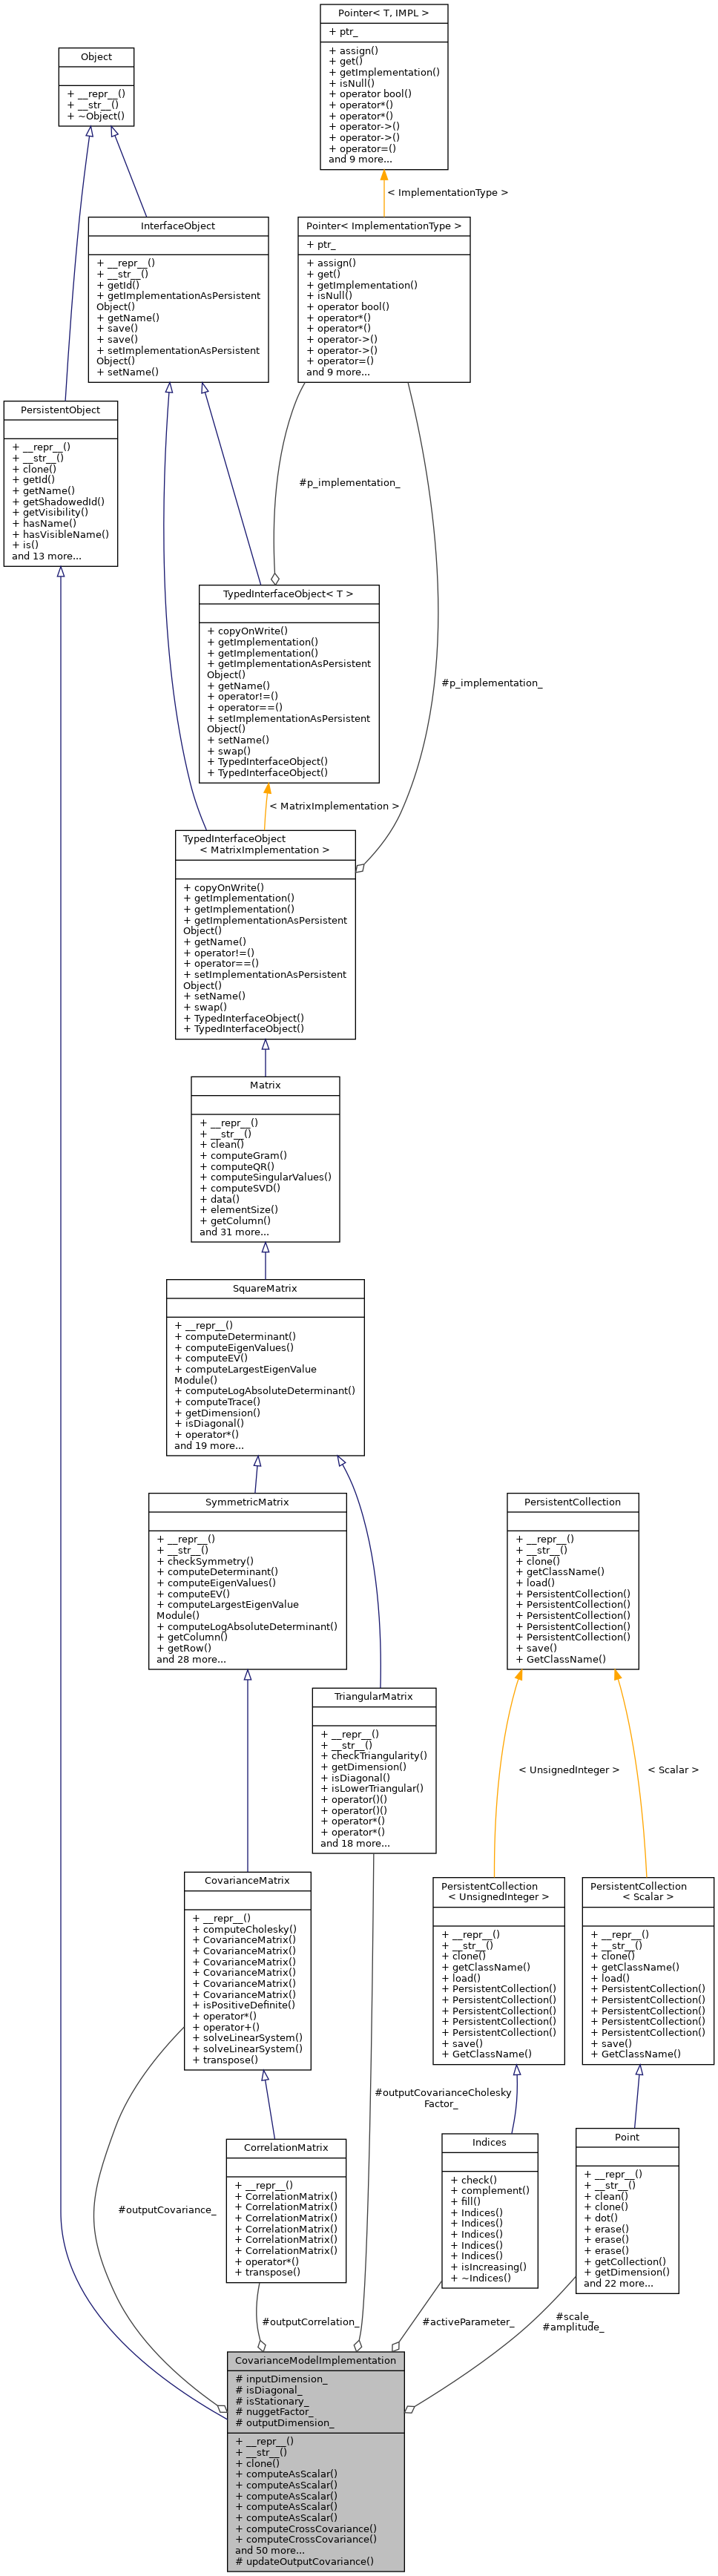 Pointer< T, IMPL >
+ ptr_
+ assign()
+ get()
+ getImplementation()
+ isNull()
+ operator bool()
+ operator*()
+ operator*()
+ operator->()
+ operator->()
+ operator=()
and 9 more...
Object
+ __repr__()
+ __str__()
+ ~Object()
< ImplementationType >
InterfaceObject
+ __repr__()
+ __str__()
+ getId()
+ getImplementationAsPersistent
Object()
+ getName()
+ save()
+ save()
+ setImplementationAsPersistent
Object()
+ setName()
Pointer< ImplementationType >
+ ptr_
+ assign()
+ get()
+ getImplementation()
+ isNull()
+ operator bool()
+ operator*()
+ operator*()
+ operator->()
+ operator->()
+ operator=()
and 9 more...
PersistentObject
+ __repr__()
+ __str__()
+ clone()
+ getId()
+ getName()
+ getShadowedId()
+ getVisibility()
+ hasName()
+ hasVisibleName()
+ is()
and 13 more...
#p_implementation_
TypedInterfaceObject< T >
+ copyOnWrite()
+ getImplementation()
+ getImplementation()
+ getImplementationAsPersistent
Object()
+ getName()
+ operator!=()
+ operator==()
+ setImplementationAsPersistent
Object()
+ setName()
+ swap()
+ TypedInterfaceObject()
+ TypedInterfaceObject()
#p_implementation_
< MatrixImplementation >
TypedInterfaceObject
< MatrixImplementation >
+ copyOnWrite()
+ getImplementation()
+ getImplementation()
+ getImplementationAsPersistent
Object()
+ getName()
+ operator!=()
+ operator==()
+ setImplementationAsPersistent
Object()
+ setName()
+ swap()
+ TypedInterfaceObject()
+ TypedInterfaceObject()
Matrix
+ __repr__()
+ __str__()
+ clean()
+ computeGram()
+ computeQR()
+ computeSingularValues()
+ computeSVD()
+ data()
+ elementSize()
+ getColumn()
and 31 more...
SquareMatrix
+ __repr__()
+ computeDeterminant()
+ computeEigenValues()
+ computeEV()
+ computeLargestEigenValue
Module()
+ computeLogAbsoluteDeterminant()
+ computeTrace()
+ getDimension()
+ isDiagonal()
+ operator*()
and 19 more...
SymmetricMatrix
+ __repr__()
+ __str__()
+ checkSymmetry()
+ computeDeterminant()
+ computeEigenValues()
+ computeEV()
+ computeLargestEigenValue
Module()
+ computeLogAbsoluteDeterminant()
+ getColumn()
+ getRow()
and 28 more...
PersistentCollection
+ __repr__()
+ __str__()
+ clone()
+ getClassName()
+ load()
+ PersistentCollection()
+ PersistentCollection()
+ PersistentCollection()
+ PersistentCollection()
+ PersistentCollection()
+ save()
+ GetClassName()
TriangularMatrix
+ __repr__()
+ __str__()
+ checkTriangularity()
+ getDimension()
+ isDiagonal()
+ isLowerTriangular()
+ operator()()
+ operator()()
+ operator*()
+ operator*()
and 18 more...
< UnsignedInteger >
< Scalar >
CovarianceMatrix
+ __repr__()
+ computeCholesky()
+ CovarianceMatrix()
+ CovarianceMatrix()
+ CovarianceMatrix()
+ CovarianceMatrix()
+ CovarianceMatrix()
+ CovarianceMatrix()
+ isPositiveDefinite()
+ operator*()
+ operator+()
+ solveLinearSystem()
+ solveLinearSystem()
+ transpose()
PersistentCollection
< UnsignedInteger >
+ __repr__()
+ __str__()
+ clone()
+ getClassName()
+ load()
+ PersistentCollection()
+ PersistentCollection()
+ PersistentCollection()
+ PersistentCollection()
+ PersistentCollection()
+ save()
+ GetClassName()
PersistentCollection
< Scalar >
+ __repr__()
+ __str__()
+ clone()
+ getClassName()
+ load()
+ PersistentCollection()
+ PersistentCollection()
+ PersistentCollection()
+ PersistentCollection()
+ PersistentCollection()
+ save()
+ GetClassName()
#outputCovarianceCholesky
Factor_
CorrelationMatrix
+ __repr__()
+ CorrelationMatrix()
+ CorrelationMatrix()
+ CorrelationMatrix()
+ CorrelationMatrix()
+ CorrelationMatrix()
+ CorrelationMatrix()
+ operator*()
+ transpose()
Indices
+ check()
+ complement()
+ fill()
+ Indices()
+ Indices()
+ Indices()
+ Indices()
+ Indices()
+ isIncreasing()
+ ~Indices()
Point
+ __repr__()
+ __str__()
+ clean()
+ clone()
+ dot()
+ erase()
+ erase()
+ erase()
+ getCollection()
+ getDimension()
and 22 more...
#outputCovariance_
#outputCorrelation_
#activeParameter_
#scale_
#amplitude_
CovarianceModelImplementation
# inputDimension_
# isDiagonal_
# isStationary_
# nuggetFactor_
# outputDimension_
+ __repr__()
+ __str__()
+ clone()
+ computeAsScalar()
+ computeAsScalar()
+ computeAsScalar()
+ computeAsScalar()
+ computeAsScalar()
+ computeCrossCovariance()
+ computeCrossCovariance()
and 50 more...
# updateOutputCovariance()